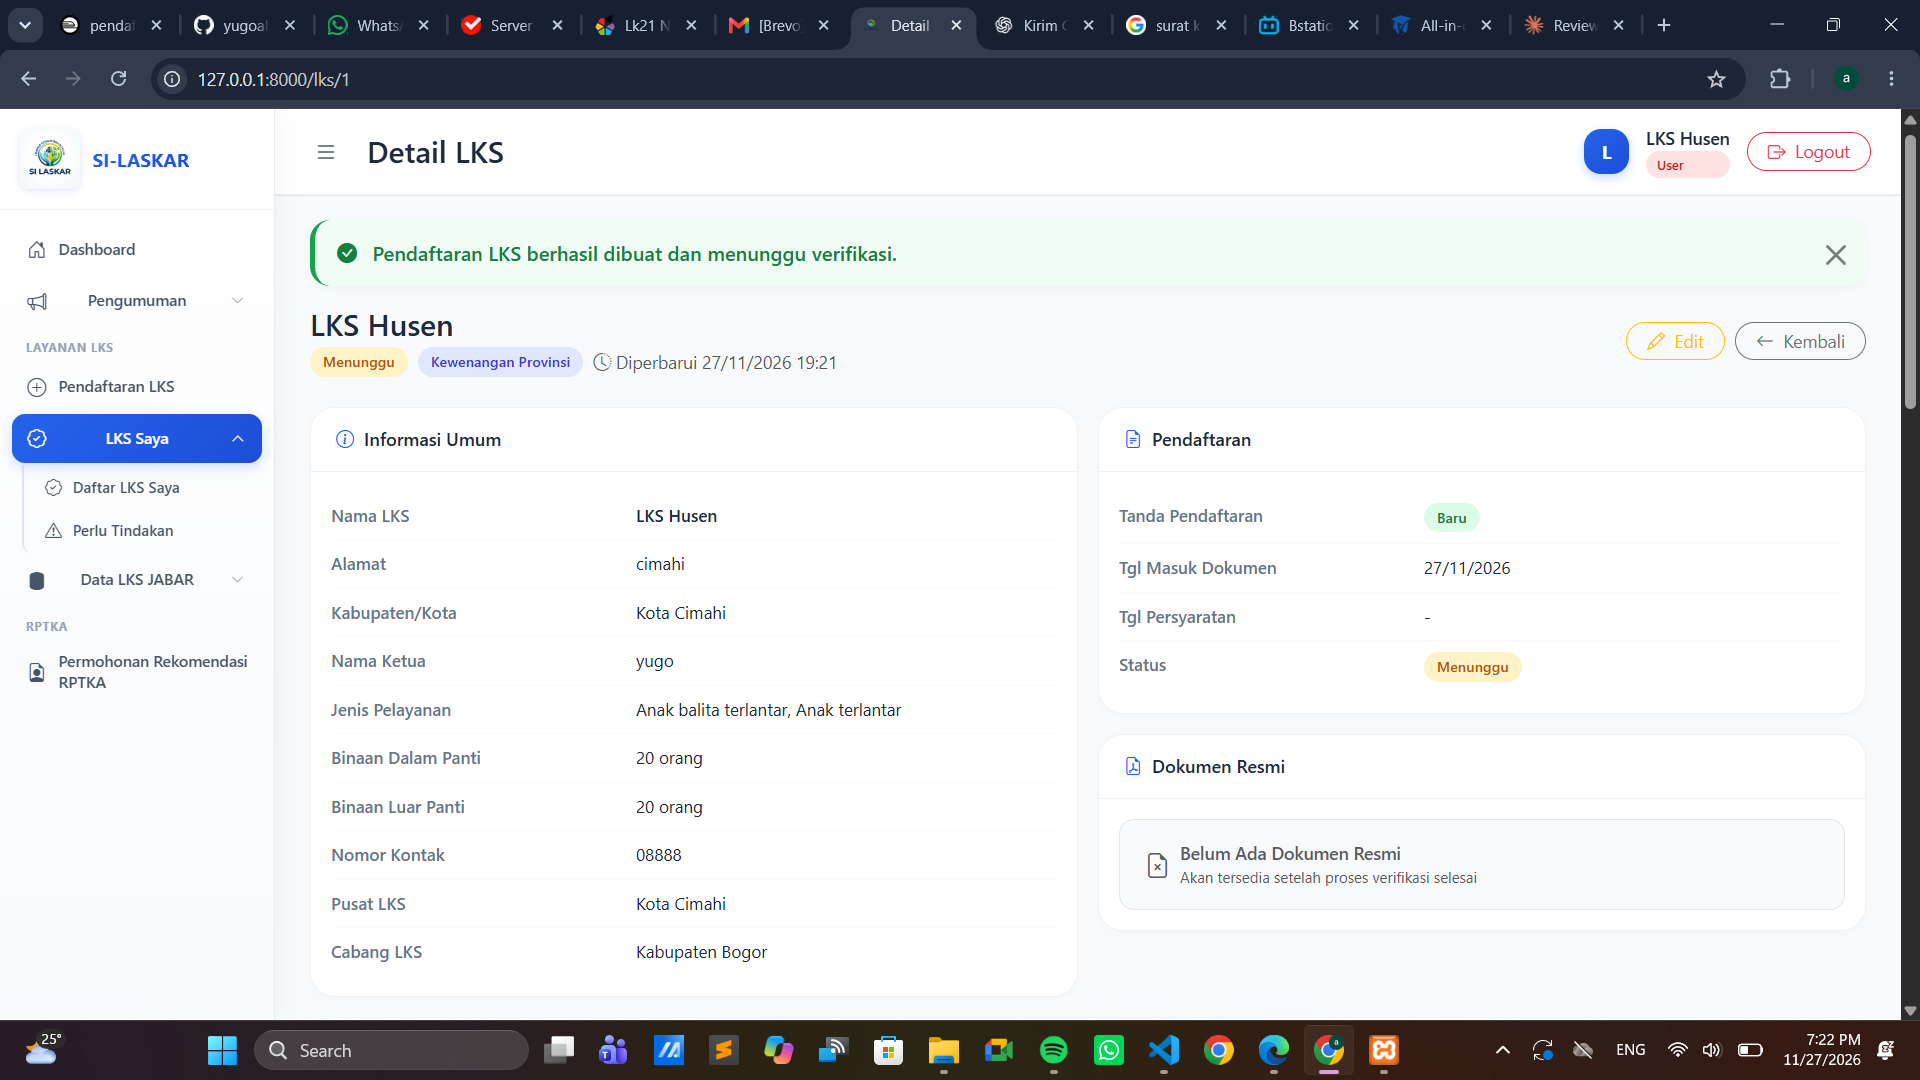 penda
yugoal
Whats
Server
Lk21 N
[Brevo
Detail
Kirim
surat k
Bstatio
All-in-
Review
127.0.0.1:8000/lks/1
a
SI LASKAR
SI-LASKAR
Detail LKS
L
LKS Husen
User
Logout
Dashboard
Pengumuman
LAYANAN LKS
Pendaftaran LKS
LKS Saya
Daftar LKS Saya
Perlu Tindakan
Data LKS JABAR
RPTKA
Permohonan Rekomendasi
RPTKA
Pendaftaran LKS berhasil dibuat dan menunggu verifikasi.
LKS Husen
Menunggu Kewenangan Provinsi Diperbarui 27/11/2026 19:21
Edit
Kembali
Informasi Umum
Nama LKS LKS Husen
Alamat cimahi
Kabupaten/Kota Kota Cimahi
Nama Ketua yugo
Jenis Pelayanan Anak balita terlantar, Anak terlantar
Binaan Dalam Panti 20 orang
Binaan Luar Panti 20 orang
Nomor Kontak 08888
Pusat LKS Kota Cimahi
Cabang LKS Kabupaten Bogor
Pendaftaran
Tanda Pendaftaran Baru
Tgl Masuk Dokumen 27/11/2026
Tgl Persyaratan -
Status Menunggu
Dokumen Resmi
Belum Ada Dokumen Resmi
Akan tersedia setelah proses verifikasi selesai
25°
Search
ENG
7:22 PM
11/27/2026